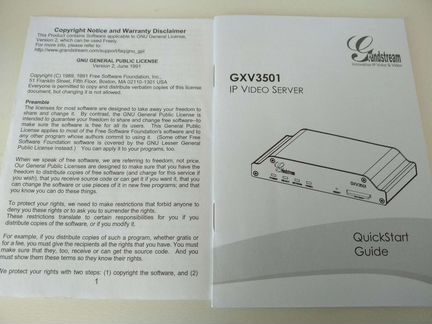 Copyright Notice and Warranty Disclaimer
This Product contains Software applicable to GNU General License,
Version 2, which can be used Freely.
For more info, please refer to:
http://www.grandstream.com/support/faq/gnu_gpl/
GNU GENERAL PUBLIC LICENSE
Version 2, June 1991
Copyright (C) 1989, 1991 Free Software Foundation, Inc.,
51 Franklin Street, Fifth Floor, Boston, MA 02110-1301 USA
Everyone is permitted to copy and distribute verbatim copies of this license
document, but changing it is not allowed.
Preamble
The licenses for most software are designed to take away your freedom to
share and change it. By contrast, the GNU General Public License is
intended to guarantee your freedom to share and change free software--to
make sure the software is free for all its users. This General Public
License applies to most of the Free Software Foundation's software and to
any other program whose authors commit to using it. (Some other Free
Software Foundation software is covered by the GNU Lesser General
Public License instead.) You can apply it to your programs, too.
When we speak of free software, we are referring to freedom, not price.
Our General Public Licenses are designed to make sure that you have the
freedom to distribute copies of free software (and charge for this service if
you wish), that you receive source code or can get it if you want it, that you
can change the software or use pieces of it in new free programs; and that
you know you can do these things.
To protect your rights, we need to make restrictions that forbid anyone to
deny you these rights or to ask you to surrender the rights.
These restrictions translate to certain responsibilities for you if you
distribute copies of the software, or if you modify it.
For example, if you distribute copies of such a program, whether gratis or
for a fee, you must give the recipients all the rights that you have. You must
make sure that they, too, receive or can get the source code. And you
must show them these terms so they know their rights.
We protect your rights with two steps: (1) copyright the software, and (2)
1
Grandstream
Innovative IP Voice & Video
GXV3501
IP VIDEO SERVER
GXV3501
QuickStart
Guide